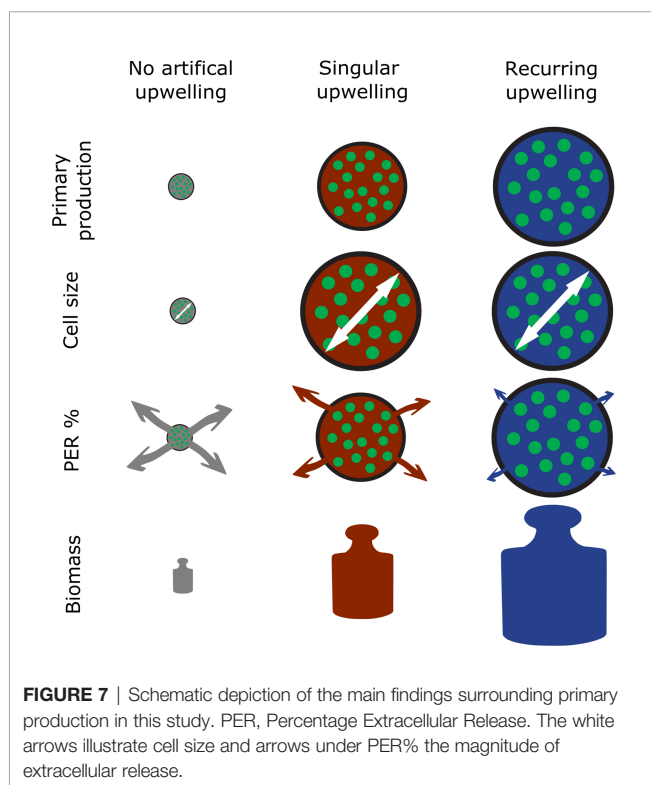 No artifical
upwelling
Singular
upwelling
Recurring
upwelling
Primary
production
Cell size
PER %
Biomass
FIGURE 7 | Schematic depiction of the main findings surrounding primary
production in this study. PER, Percentage Extracellular Release. The white
arrows illustrate cell size and arrows under PER% the magnitude of
extracellular release.